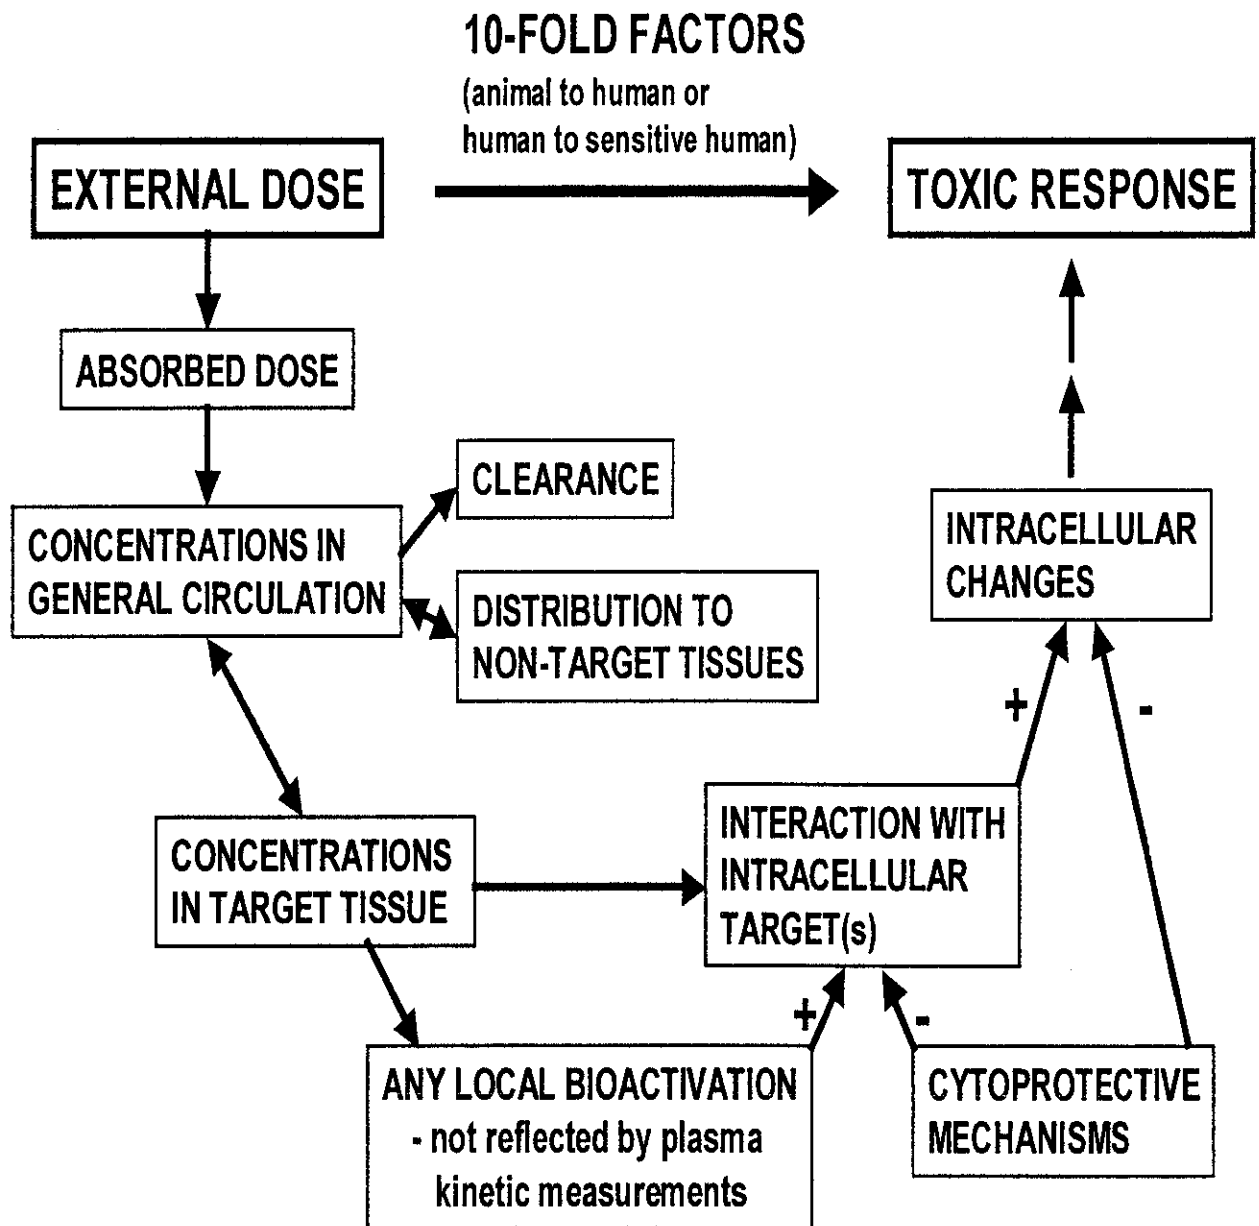 10-FOLD FACTORS
(animal to human or
human to sensitive human)
EXTERNAL DOSE
TOXIC RESPONSE
ABSORBED DOSE
CLEARANCE
CONCENTRATIONS IN
GENERAL CIRCULATION
INTRACELLULAR
CHANGES
DISTRIBUTION TO
NON-TARGET TISSUES
+
-
CONCENTRATIONS
IN TARGET TISSUE
INTERACTION WITH
INTRACELLULAR
TARGET(s)
+
-
ANY LOCAL BIOACTIVATION
- not reflected by plasma
kinetic measurements
CYTOPROTECTIVE
MECHANISMS